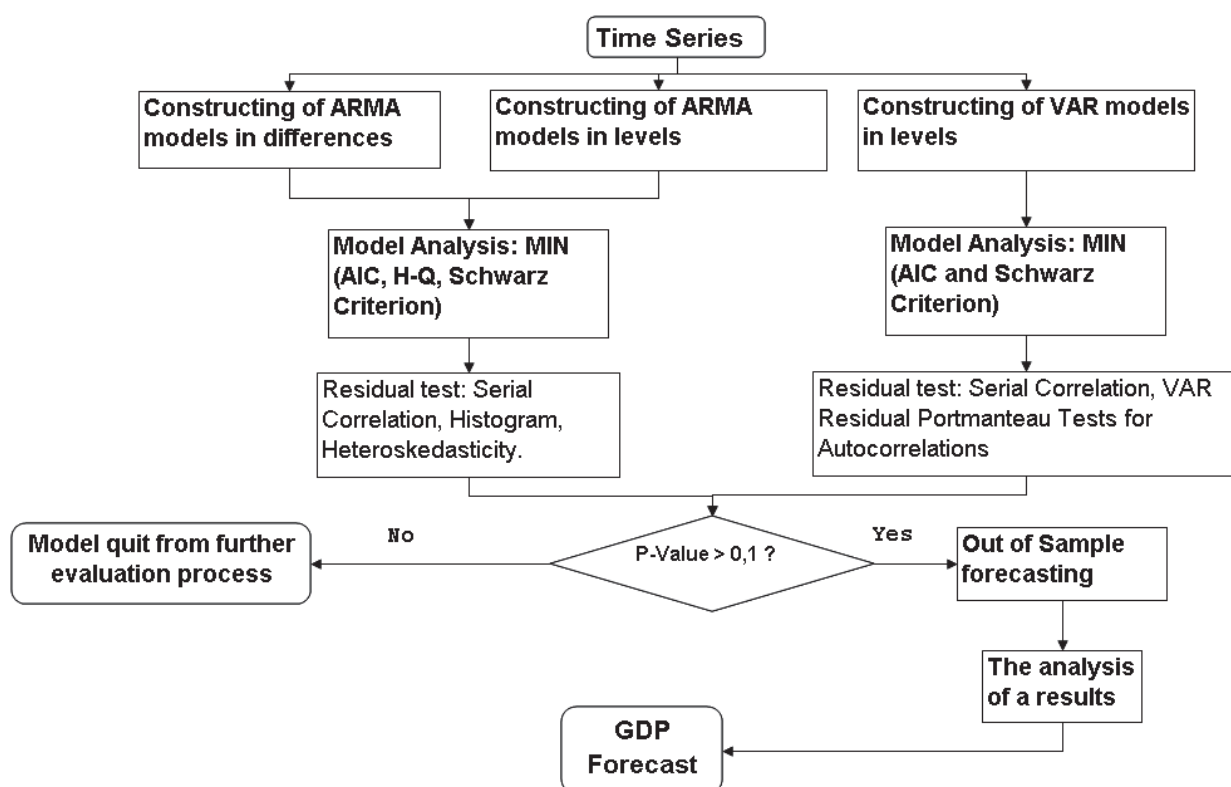 Time Series
Constructing of ARMA
models in differences
Constructing of ARMA
models in levels
Constructing of VAR models
in levels
Model Analysis: MIN
(AIC, H-Q, Schwarz
Criterion)
Model Analysis: MIN
(AIC and Schwarz
Criterion)
Residual test: Serial
Correlation, Histogram,
Heteroskedasticity.
Residual test: Serial Correlation, VAR
Residual Portmanteau Tests for
Autocorrelations
No
Yes
Model quit from further
evaluation process
P-Value > 0,1 ?
Out of Sample
forecasting
The analysis
of a results
GDP
Forecast